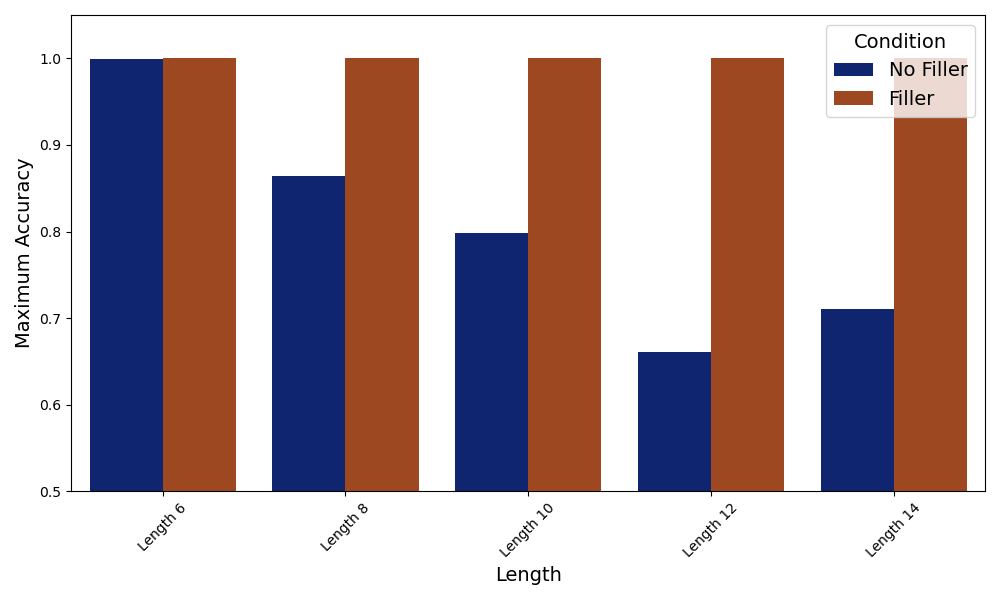 Condition
No Filler
Filler
Maximum Accuracy
1.0
0.9
0.8
0.7
0.6
0.5
Length 6
Length 8
Length 10
Length 12
Length 14
Length